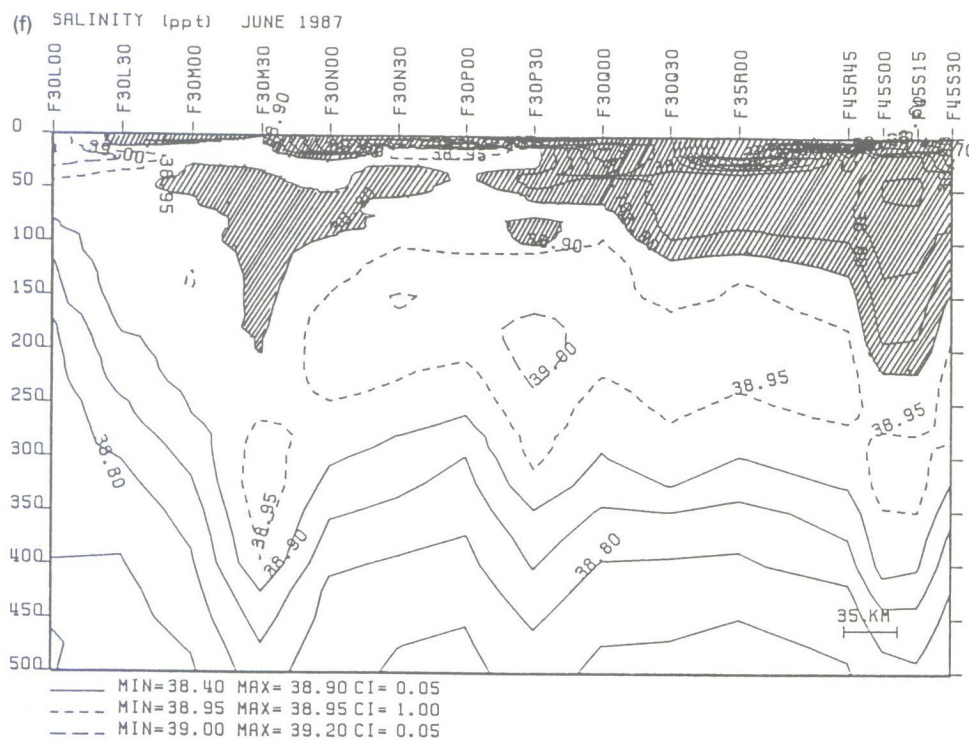 (f) SALINITY (ppt) JUNE 1987
F30L00
F30L30
F30M00
F30M30
F30N00
F30N30
F30P00
F30P30
F30Q00
F30Q30
F35R00
F45R45
F45S00
F45S15
F45S30
0
50
100
150
200
250
300
350
400
450
500
38.90
38.95
38.95
38.90
39.00
38.95
38.95
38.80
38.95
38.90
38.80
35.KM
MIN=38.40 MAX=38.90 CI=0.05
MIN=38.95 MAX=38.95 CI=1.00
MIN=39.00 MAX=39.20 CI=0.05